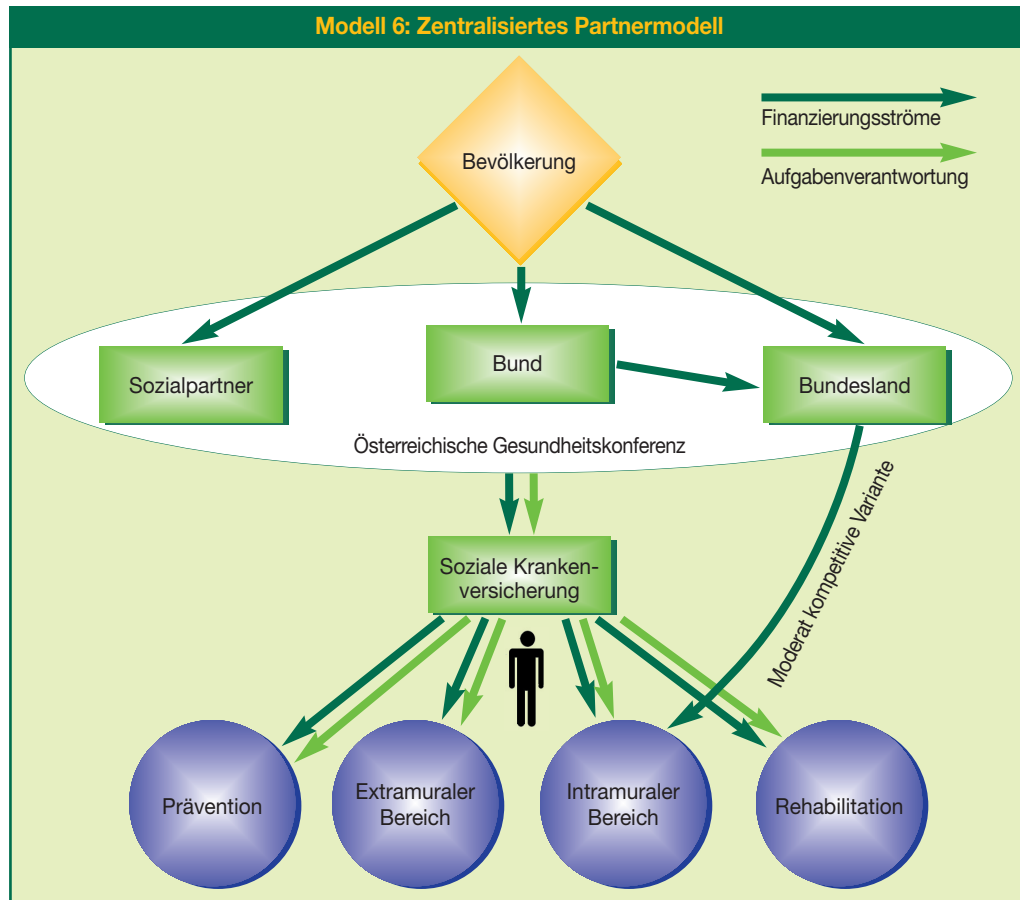 Modell 6: Zentralisiertes Partnermodell
Finanzierungsströme
Aufgabenverantwortung
Bevölkerung
Sozialpartner
Bund
Bundesland
Österreichische Gesundheitskonferenz
Soziale Kranken-
versicherung
Moderat kompetitive Variante
Prävention
Extramuraler
Bereich
Intramuraler
Bereich
Rehabilitation